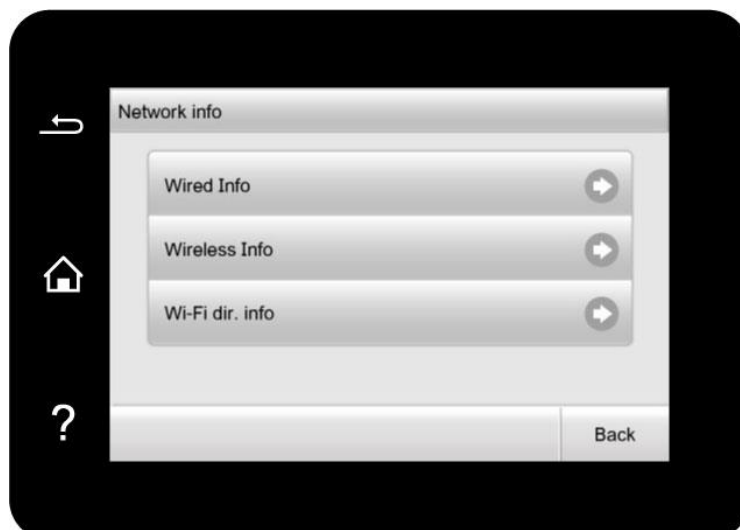 Network info
Wired Info
Wireless Info
Wi-Fi dir. info
?
Back